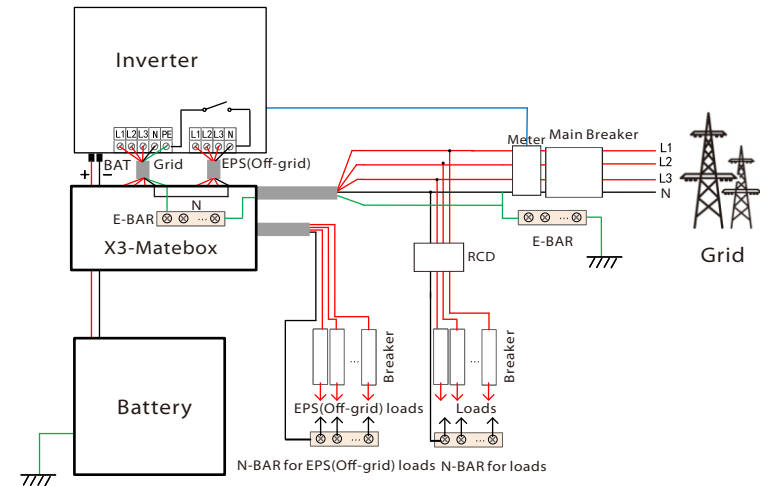 Inverter
L1 L2 L3 N PE
L1 L2 L3 N
BAT
Grid
EPS(Off-grid)
+
−
N
E-BAR
...
X3-Matebox
Battery
Meter
Main Breaker
L1
L2
L3
N
...
E-BAR
Grid
RCD
...
Breaker
...
Breaker
EPS(Off-grid) loads
Loads
...
...
N-BAR for EPS(Off-grid) loads
N-BAR for loads